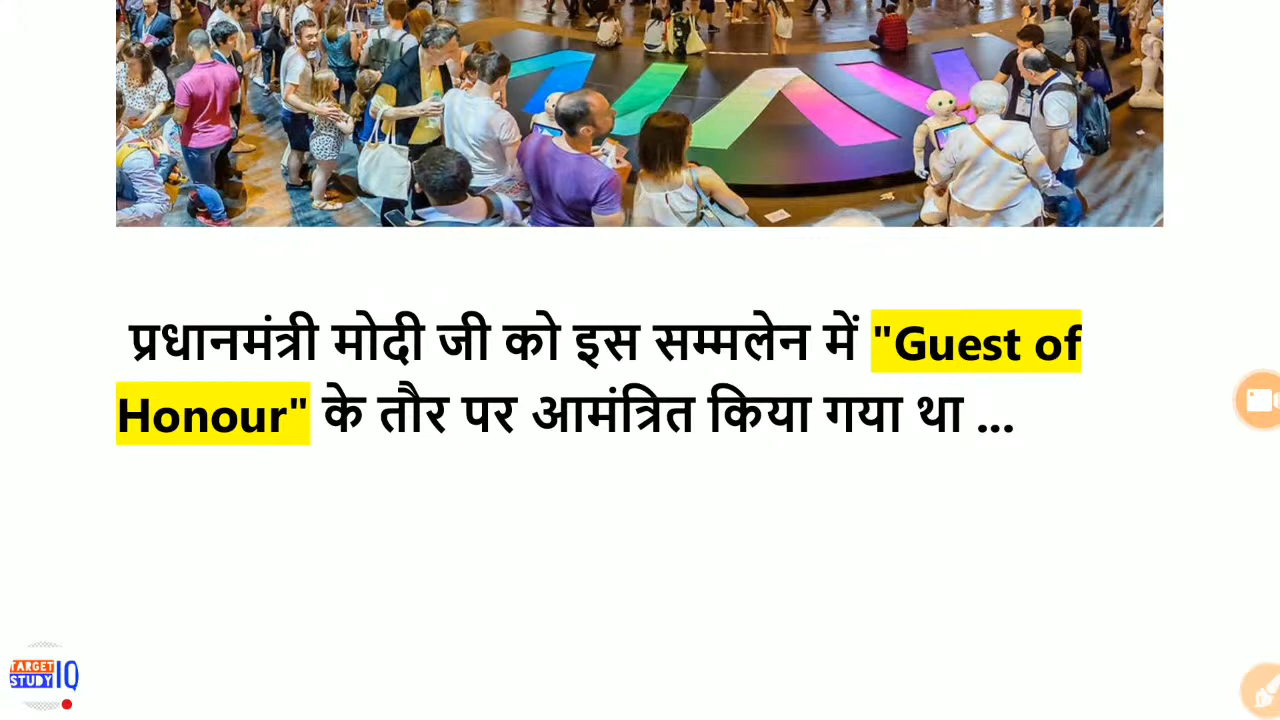 प्रधानमंत्री मोदी जी को इस सम्मलेन में "Guest of
Honour" के तौर पर आमंत्रित किया गया था ...
TARGET
STUDY IQ